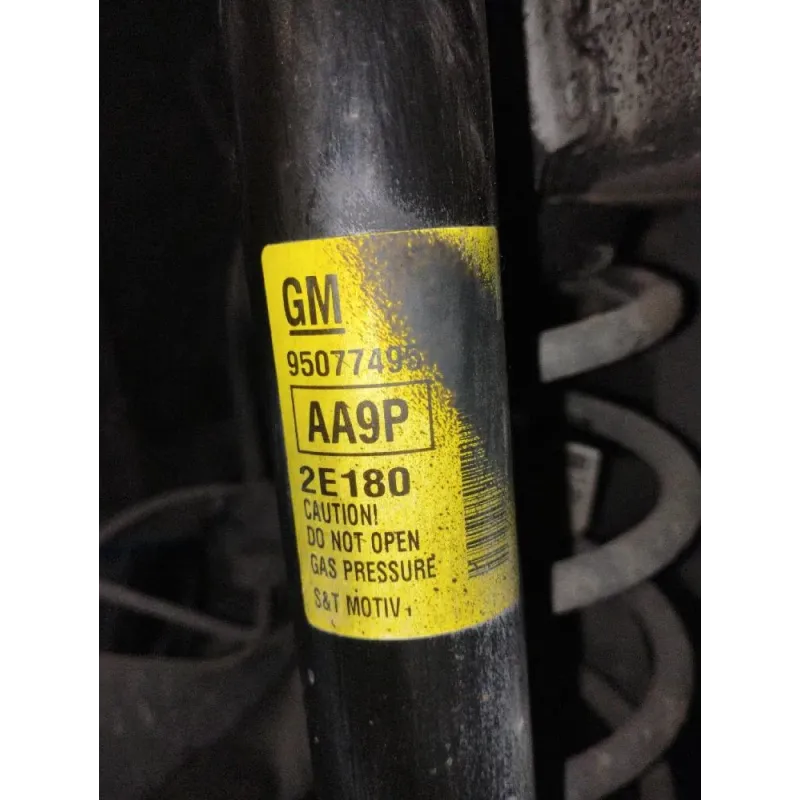 GM
95077495
AA9P
2E180
CAUTION!
DO NOT OPEN
GAS PRESSURE
S&T MOTIV